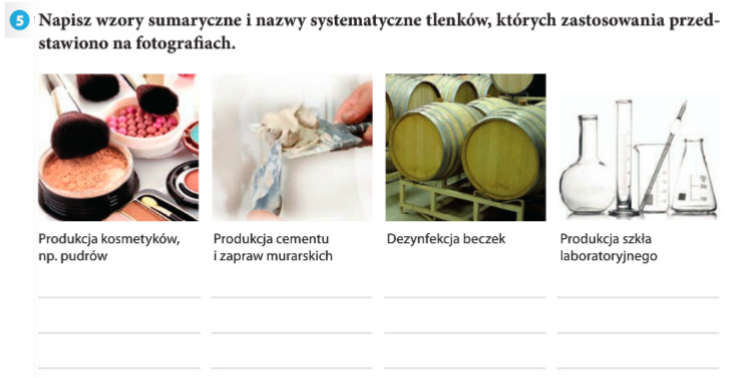 5 Napisz wzory sumaryczne i nazwy systematyczne tlenków, których zastosowania przed-
stawiono na fotografiach.
Produkcja kosmetyków,
np. pudrów
Produkcja cementu
i zapraw murarskich
Dezynfekcja beczek
Produkcja szkła
laboratoryjnego